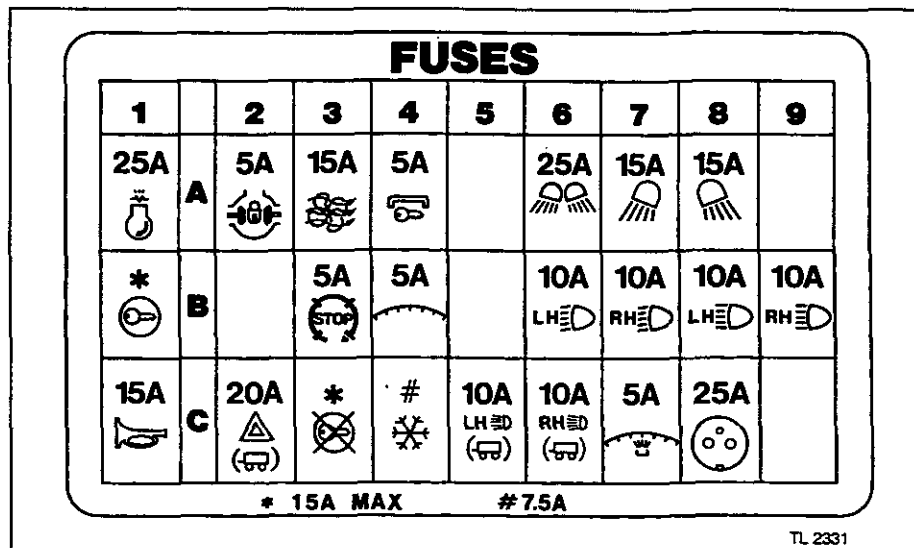 FUSES
1 2 3 4 5 6 7 8 9
25A A 5A 15A 5A 25A 15A 15A
* B 5A 5A 10A 10A 10A 10A
STOP LH RH LH RH
15A C 20A * # 10A 10A 5A 25A
LH RH
* 15A MAX #7.5A
TL 2331